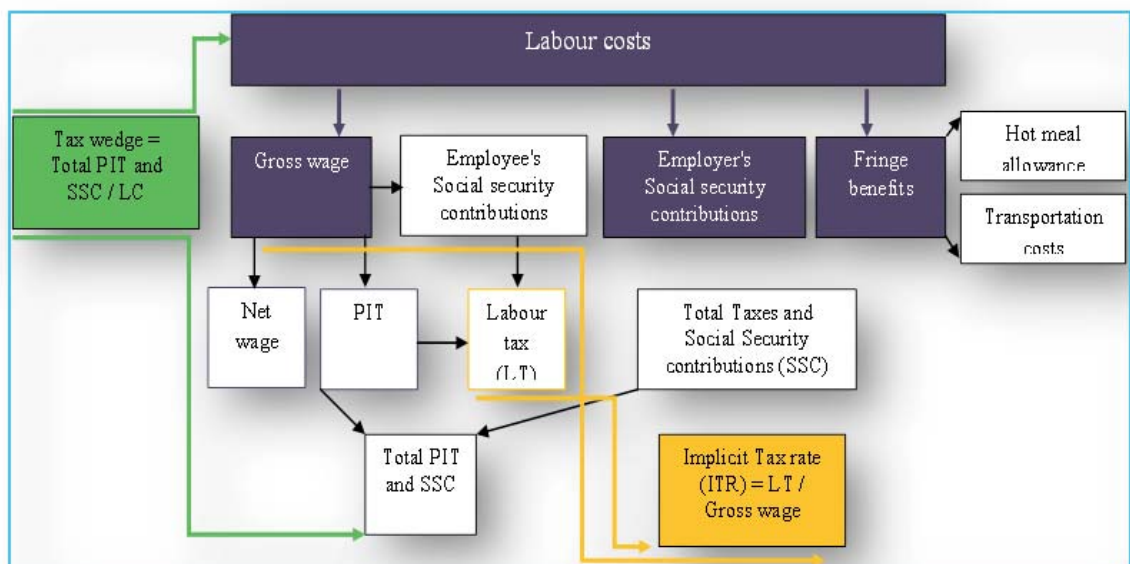 Labour costs
Tax wedge =
Total PIT and
SSC / LC
Gross wage
Employee's
Social security
contributions
Employer's
Social security
contributions
Fringe
benefits
Hot meal
allowance
Transportation
costs
Net
wage
PIT
Labour
tax
(LT)
Total Taxes and
Social Security
contributions (SSC)
Total PIT
and SSC
Implicit Tax rate
(ITR) = LT /
Gross wage